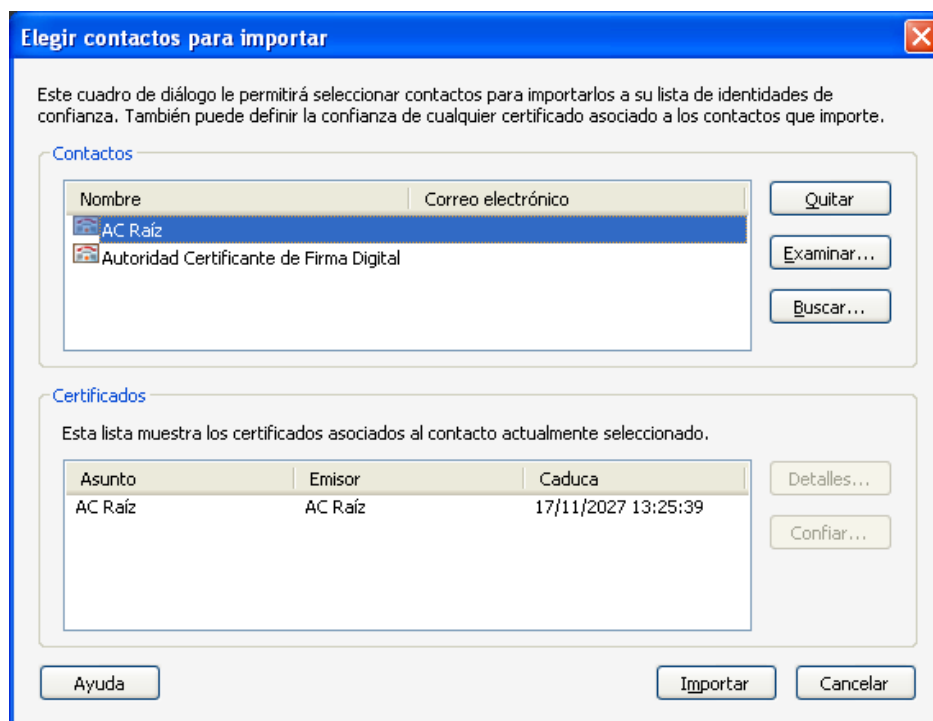 Elegir contactos para importar
Este cuadro de diálogo le permitirá seleccionar contactos para importarlos a su lista de identidades de
confianza. También puede definir la confianza de cualquier certificado asociado a los contactos que importe.
Contactos
Nombre Correo electrónico
AC Raíz
Autoridad Certificante de Firma Digital
Quitar
Examinar...
Buscar...
Certificados
Esta lista muestra los certificados asociados al contacto actualmente seleccionado.
Asunto Emisor Caduca
AC Raíz AC Raíz 17/11/2027 13:25:39
Detalles...
Confiar...
Ayuda Importar Cancelar